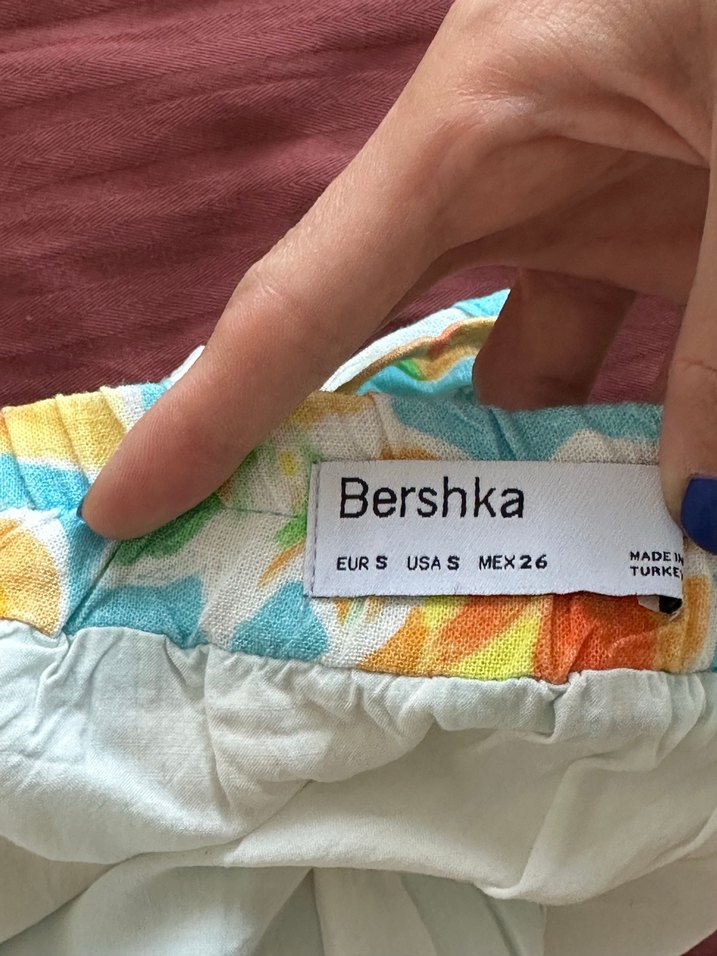 Bershka
EUR S USA S MEX 26
MADE IN
TURKEY